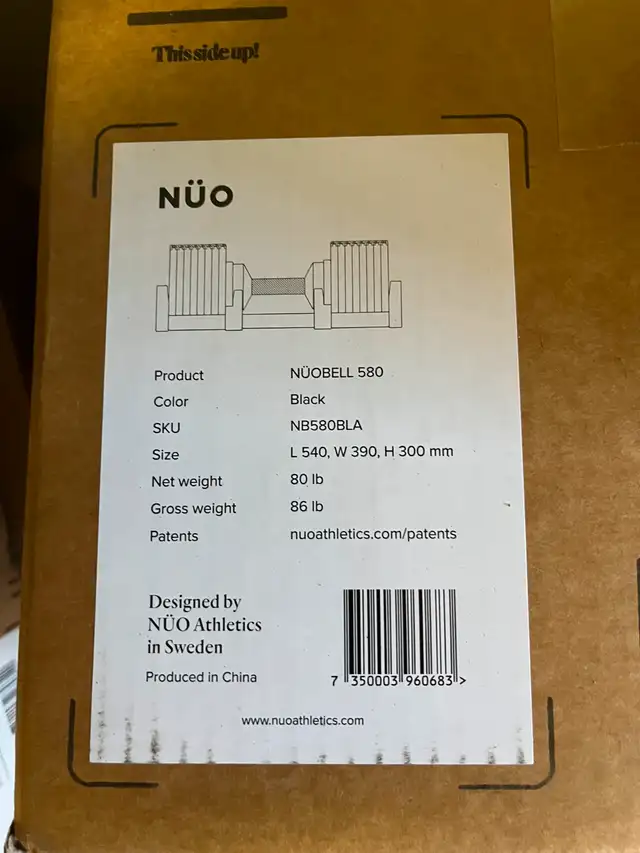 This side up!
NÜO
Product NÜOBELL 580
Color Black
SKU NB580BLA
Size L 540, W 390, H 300 mm
Net weight 80 lb
Gross weight 86 lb
Patents nuoathletics.com/patents
Designed by
NÜO Athletics
in Sweden
Produced in China
7 350003 960683 >
www.nuoathletics.com